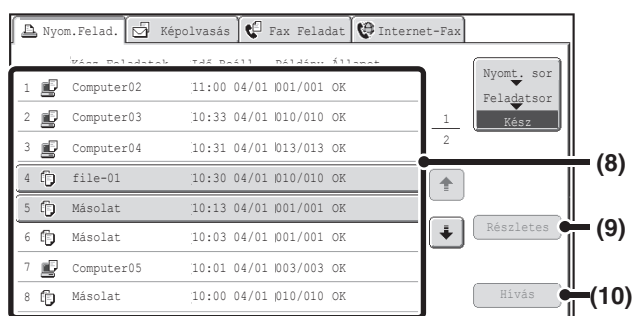 Nyom.Felad. Képolvasás Fax Feladat Internet-Fax
Kész Feladatok Idő Beáll. Példány Állapot
1 Computer02 11:00 04/01 001/001 OK
2 Computer03 10:33 04/01 010/010 OK
3 Computer04 10:31 04/01 013/013 OK
4 file-01 10:30 04/01 010/010 OK
5 Másolat 10:13 04/01 001/001 OK
6 Másolat 10:03 04/01 001/001 OK
7 Computer05 10:01 04/01 003/003 OK
8 Másolat 10:00 04/01 010/010 OK
1
2
Nyomt. sor
Feladatsor
Kész
Részletes
Hívás
(8)
(9)
(10)